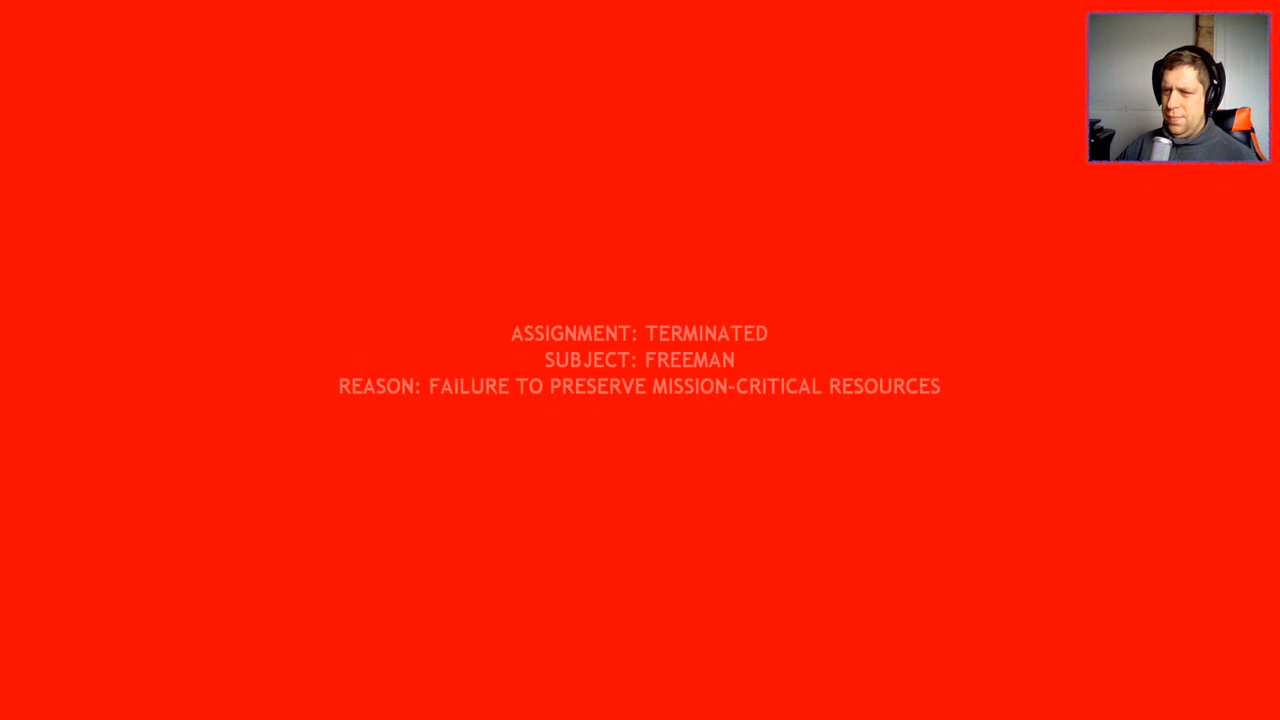 ASSIGNMENT: TERMINATED
SUBJECT: FREEMAN
REASON: FAILURE TO PRESERVE MISSION-CRITICAL RESOURCES